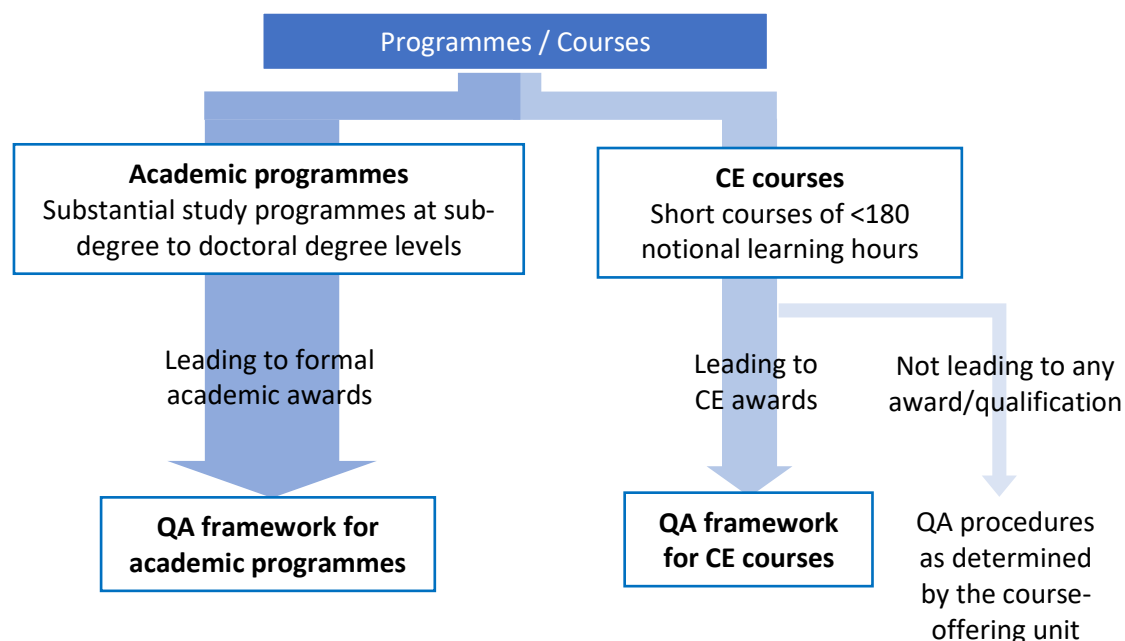 Programmes / Courses
Academic programmes
Substantial study programmes at sub-
degree to doctoral degree levels
CE courses
Short courses of <180
notional learning hours
Leading to formal
academic awards
Leading to
CE awards
Not leading to any
award/qualification
QA framework for
academic programmes
QA framework
for CE courses
QA procedures
as determined
by the course-
offering unit